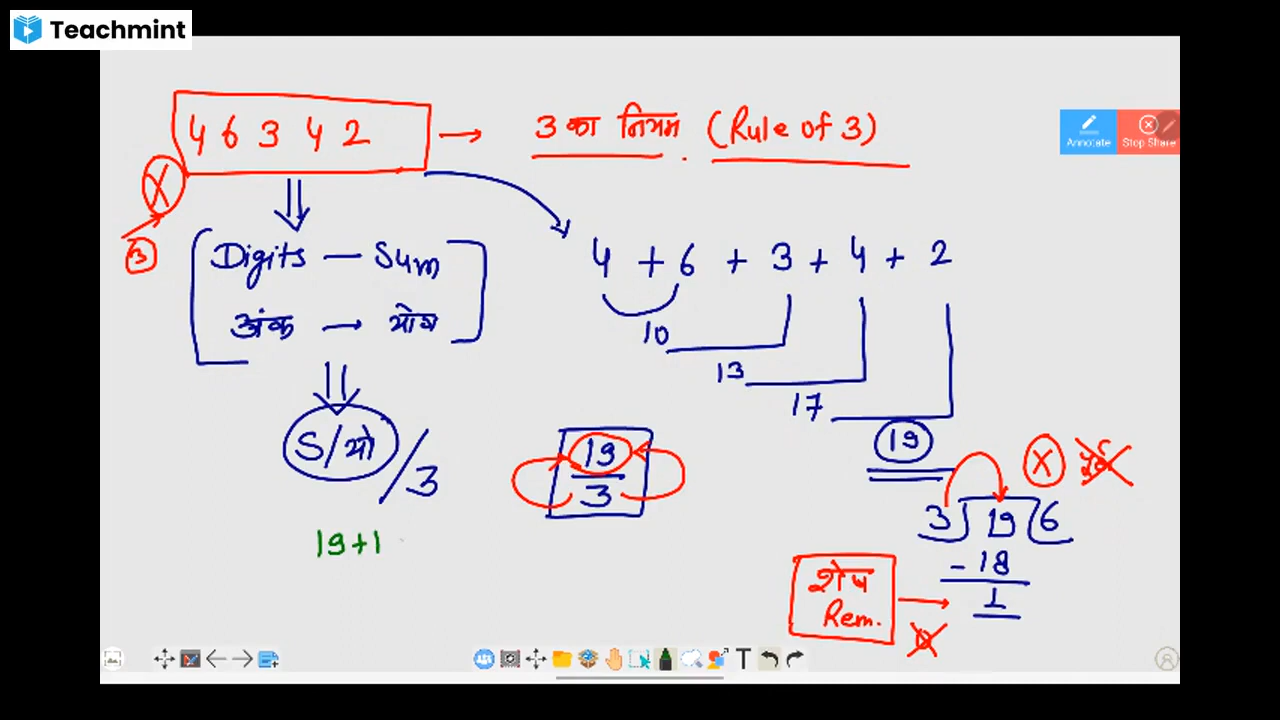 Teachmint
4 6 3 4 2 → 3 का नियम (Rule of 3)
Annotate Stop Share
X
3
Digits — Sum
अंक → योग
4 + 6 + 3 + 4 + 2
10
13
17
19
S/यो /3
19
3
X पूर्ण
3 19 6
- 18
1
19+1
शेष
Rem. →
0
T